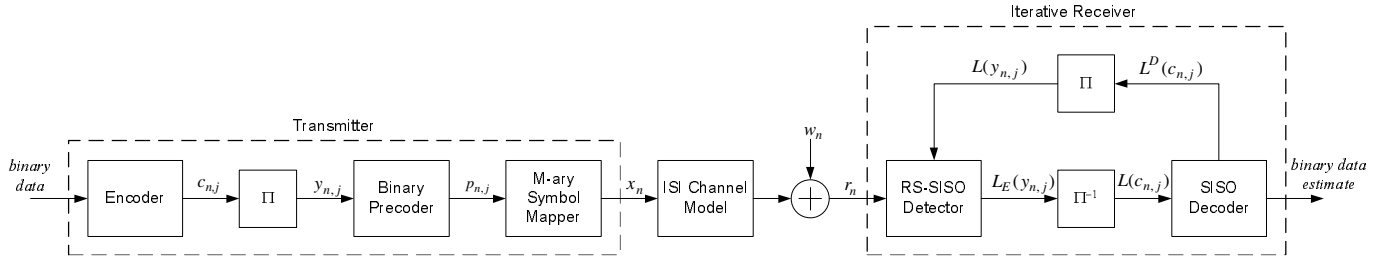 Iterative Receiver
Transmitter
binary data
Encoder
c_{n,j}
Π
y_{n,j}
Binary Precoder
p_{n,j}
M-ary Symbol Mapper
x_n
ISI Channel Model
w_n
+
r_n
RS-SISO Detector
L(y_{n,j})
Π
L^D(c_{n,j})
L_E(y_{n,j})
Π^{-1}
L(c_{n,j})
SISO Decoder
binary data estimate